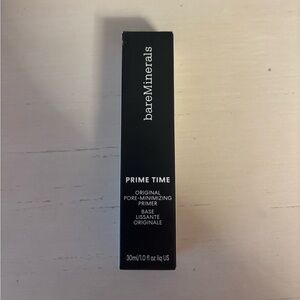 bareMinerals
PRIME TIME
ORIGINAL
PORE-MINIMIZING
PRIMER
BASE
LISSANTE
ORIGINALE
30ml/1.0 fl oz liq US